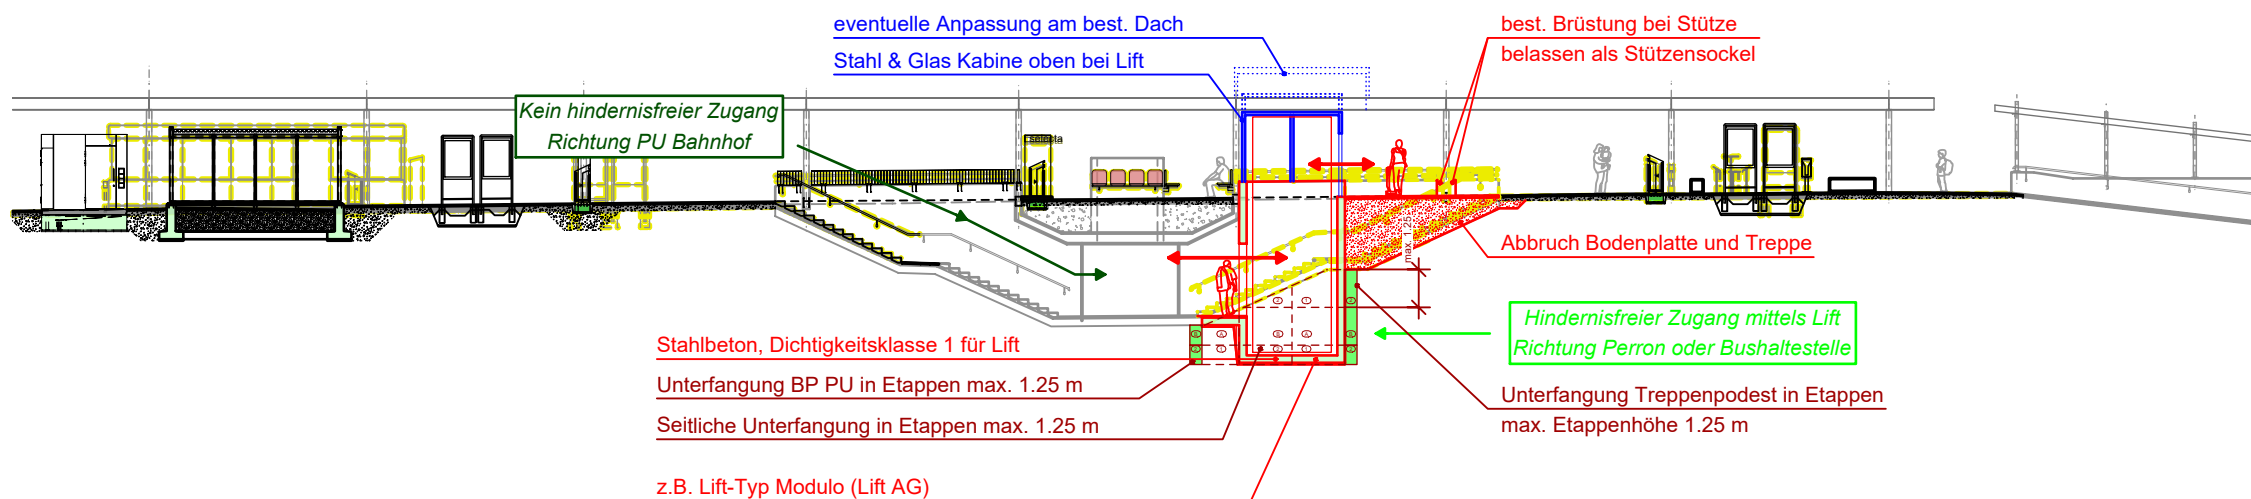 eventuelle Anpassung am best. Dach
Stahl & Glas Kabine oben bei Lift
best. Brüstung bei Stütze
belassen als Stützensockel
Kein hindernisfreier Zugang
Richtung PU Bahnhof
max. 1.25
Abbruch Bodenplatte und Treppe
Hindernisfreier Zugang mittels Lift
Richtung Perron oder Bushaltestelle
Stahlbeton, Dichtigkeitsklasse 1 für Lift
Unterfangung BP PU in Etappen max. 1.25 m
Seitliche Unterfangung in Etappen max. 1.25 m
Unterfangung Treppenpodest in Etappen
max. Etappenhöhe 1.25 m
z.B. Lift-Typ Modulo (Lift AG)